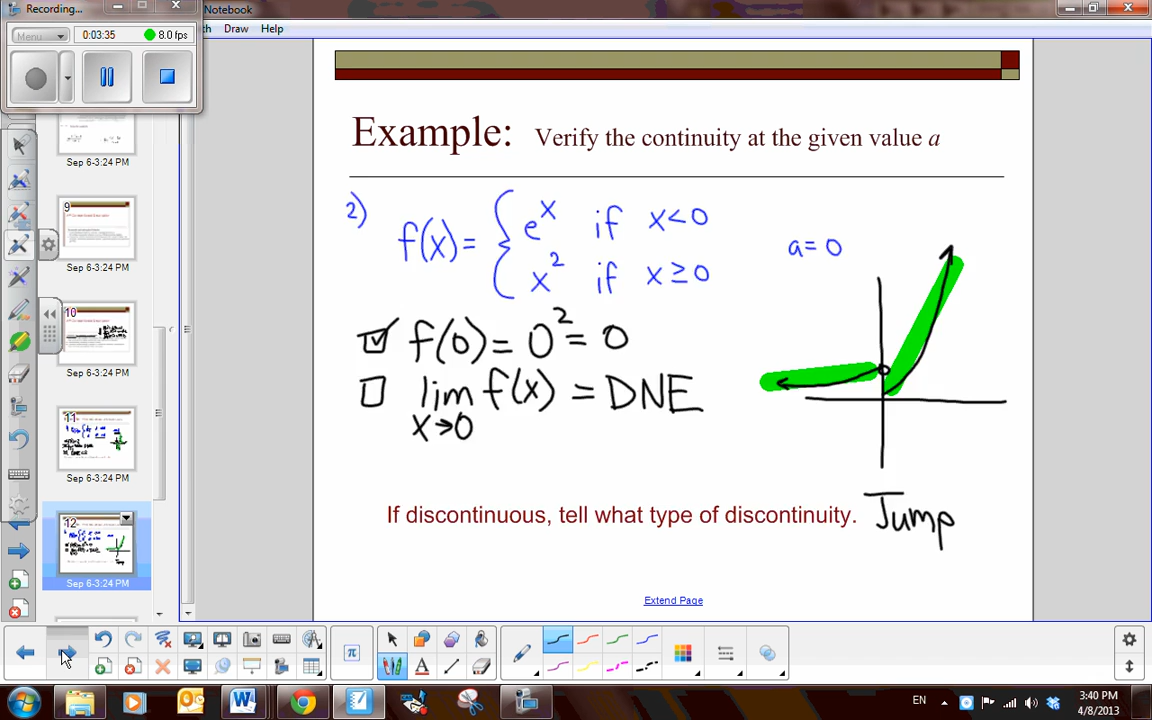 Recording...
Notebook
Menu
0:03:35
8.0 fps
Draw Help
Sep 6-3:24 PM
9
Sep 6-3:24 PM
10
Sep 6-3:24 PM
11
Sep 6-3:24 PM
12
Sep 6-3:24 PM
Example: Verify the continuity at the given value a
2) f(x) = { e^x if x<0
x^2 if x ≥ 0
a = 0
f(0) = 0^2 = 0
lim f(x) = DNE
x→0
If discontinuous, tell what type of discontinuity. Jump
Extend Page
π
A
EN
3:40 PM
4/8/2013